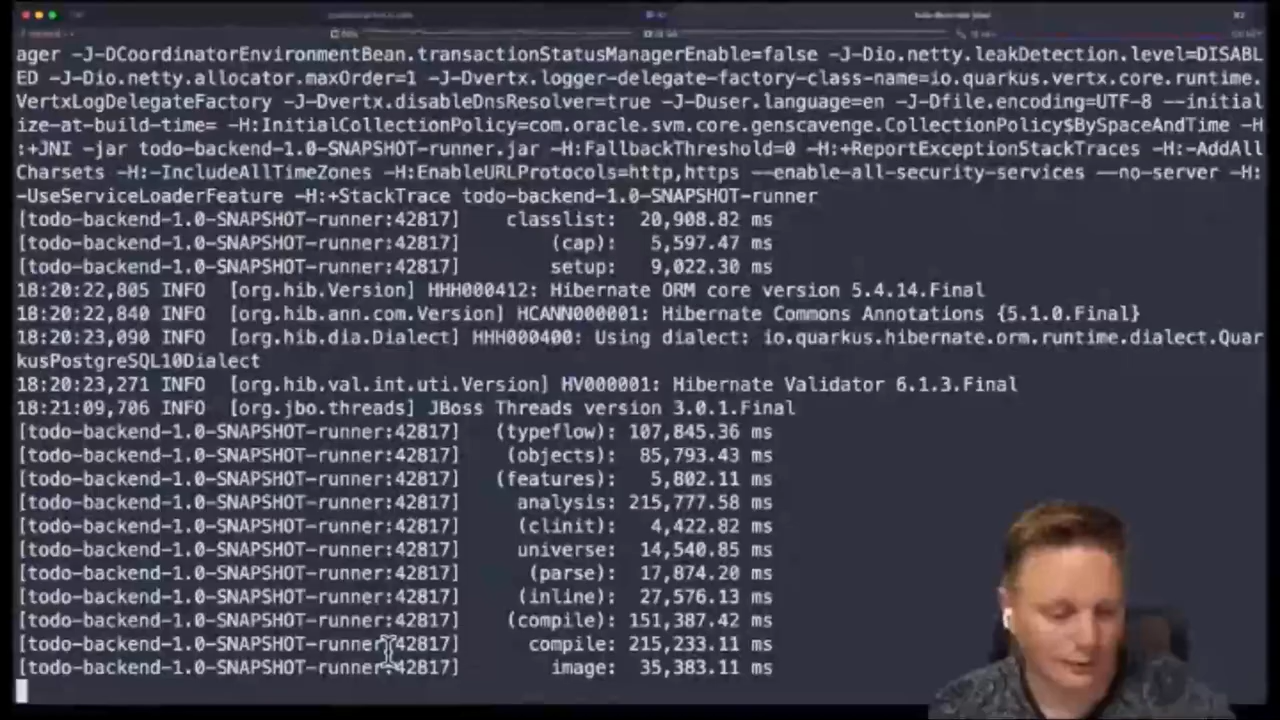 ager -J-DCoordinatorEnvironmentBean.transactionStatusManagerEnable=false -J-Dio.netty.leakDetection.level=DISABL
ED -J-Dio.netty.allocator.maxOrder=1 -J-Dvertx.logger-delegate-factory-class-name=io.quarkus.vertx.core.runtime.
VertxLogDelegateFactory -J-Dvertx.disableDnsResolver=true -J-Duser.language=en -J-Dfile.encoding=UTF-8 --initial
ize-at-build-time= -H:InitialCollectionPolicy=com.oracle.svm.core.genscavenge.CollectionPolicy$BySpaceAndTime -H
:+JNI -jar todo-backend-1.0-SNAPSHOT-runner.jar -H:FallbackThreshold=0 -H:+ReportExceptionStackTraces -H:-AddAll
Charsets -H:-IncludeAllTimeZones -H:EnableURLProtocols=http,https --enable-all-security-services --no-server -H:
-UseServiceLoaderFeature -H:+StackTrace todo-backend-1.0-SNAPSHOT-runner
[todo-backend-1.0-SNAPSHOT-runner:42817] classlist: 20,908.82 ms
[todo-backend-1.0-SNAPSHOT-runner:42817] (cap): 5,597.47 ms
[todo-backend-1.0-SNAPSHOT-runner:42817] setup: 9,022.30 ms
18:20:22,805 INFO [org.hib.Version] HHH000412: Hibernate ORM core version 5.4.14.Final
18:20:22,840 INFO [org.hib.ann.com.Version] HCANN000001: Hibernate Commons Annotations {5.1.0.Final}
18:20:23,090 INFO [org.hib.dia.Dialect] HHH000400: Using dialect: io.quarkus.hibernate.orm.runtime.dialect.Quar
kusPostgreSQL10Dialect
18:20:23,271 INFO [org.hib.val.int.uti.Version] HV000001: Hibernate Validator 6.1.3.Final
18:21:09,706 INFO [org.jbo.threads] JBoss Threads version 3.0.1.Final
[todo-backend-1.0-SNAPSHOT-runner:42817] (typeflow): 107,845.36 ms
[todo-backend-1.0-SNAPSHOT-runner:42817] (objects): 85,793.43 ms
[todo-backend-1.0-SNAPSHOT-runner:42817] (features): 5,802.11 ms
[todo-backend-1.0-SNAPSHOT-runner:42817] analysis: 215,777.58 ms
[todo-backend-1.0-SNAPSHOT-runner:42817] (clinit): 4,422.82 ms
[todo-backend-1.0-SNAPSHOT-runner:42817] universe: 14,540.85 ms
[todo-backend-1.0-SNAPSHOT-runner:42817] (parse): 17,874.20 ms
[todo-backend-1.0-SNAPSHOT-runner:42817] (inline): 27,576.13 ms
[todo-backend-1.0-SNAPSHOT-runner:42817] (compile): 151,387.42 ms
[todo-backend-1.0-SNAPSHOT-runner:42817] compile: 215,233.11 ms
[todo-backend-1.0-SNAPSHOT-runner:42817] image: 35,383.11 ms